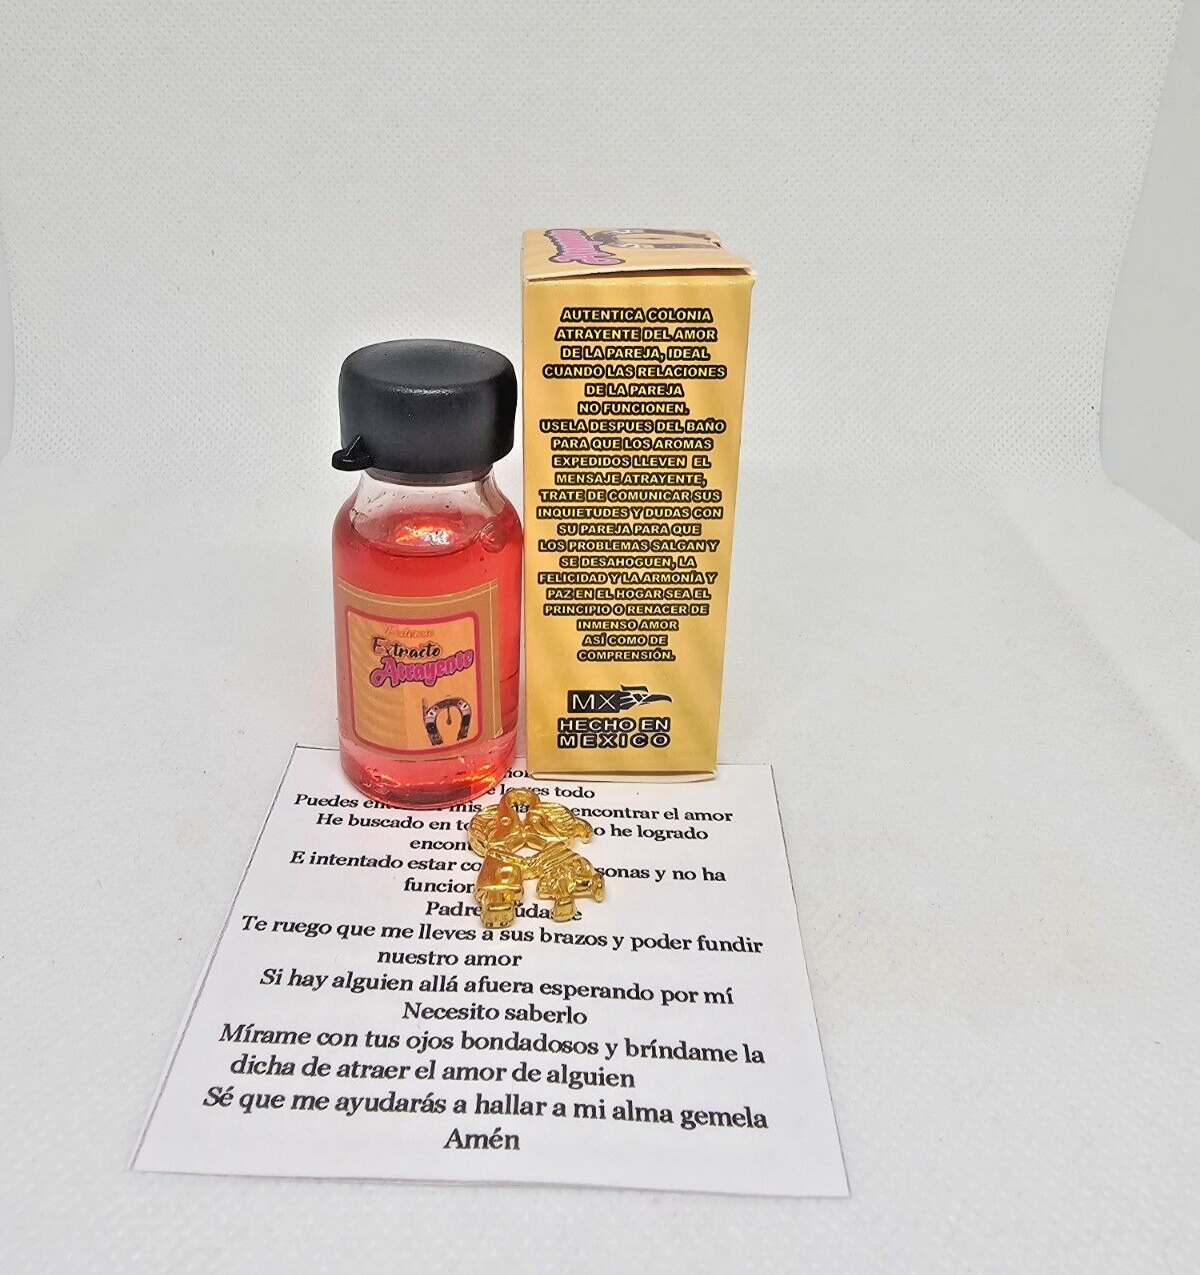 AUTENTICA COLONIA
ATRAYENTE DEL AMOR
DE LA PAREJA, IDEAL
CUANDO LAS RELACIONES
DE LA PAREJA
NO FUNCIONEN.
USELA DESPUES DEL BAÑO
PARA QUE LOS AROMAS
EXPEDIDOS LLEVEN EL
MENSAJE ATRAYENTE,
TRATE DE COMUNICAR SUS
INQUIETUDES Y DUDAS CON
SU PAREJA PARA QUE
LOS PROBLEMAS SALGAN Y
SE DESAHOGUEN, LA
FELICIDAD Y LA ARMONÍA Y
PAZ EN EL HOGAR SEA EL
PRINCIPIO O RENACER DE
INMENSO AMOR
ASÍ COMO DE
COMPRENSIÓN.
MX
HECHO EN
MEXICO
Extracto
Atrayente
todo
Puedes mis encontrar el amor
He buscado en he logrado
E intentado estar y no ha
Padre
Te ruego que me lleves a sus brazos y poder fundir
nuestro amor
Si hay alguien allá afuera esperando por mí
Necesito saberlo
Mírame con tus ojos bondadosos y bríndame la
dicha de atraer el amor de alguien
Sé que me ayudarás a hallar a mi alma gemela
Amén